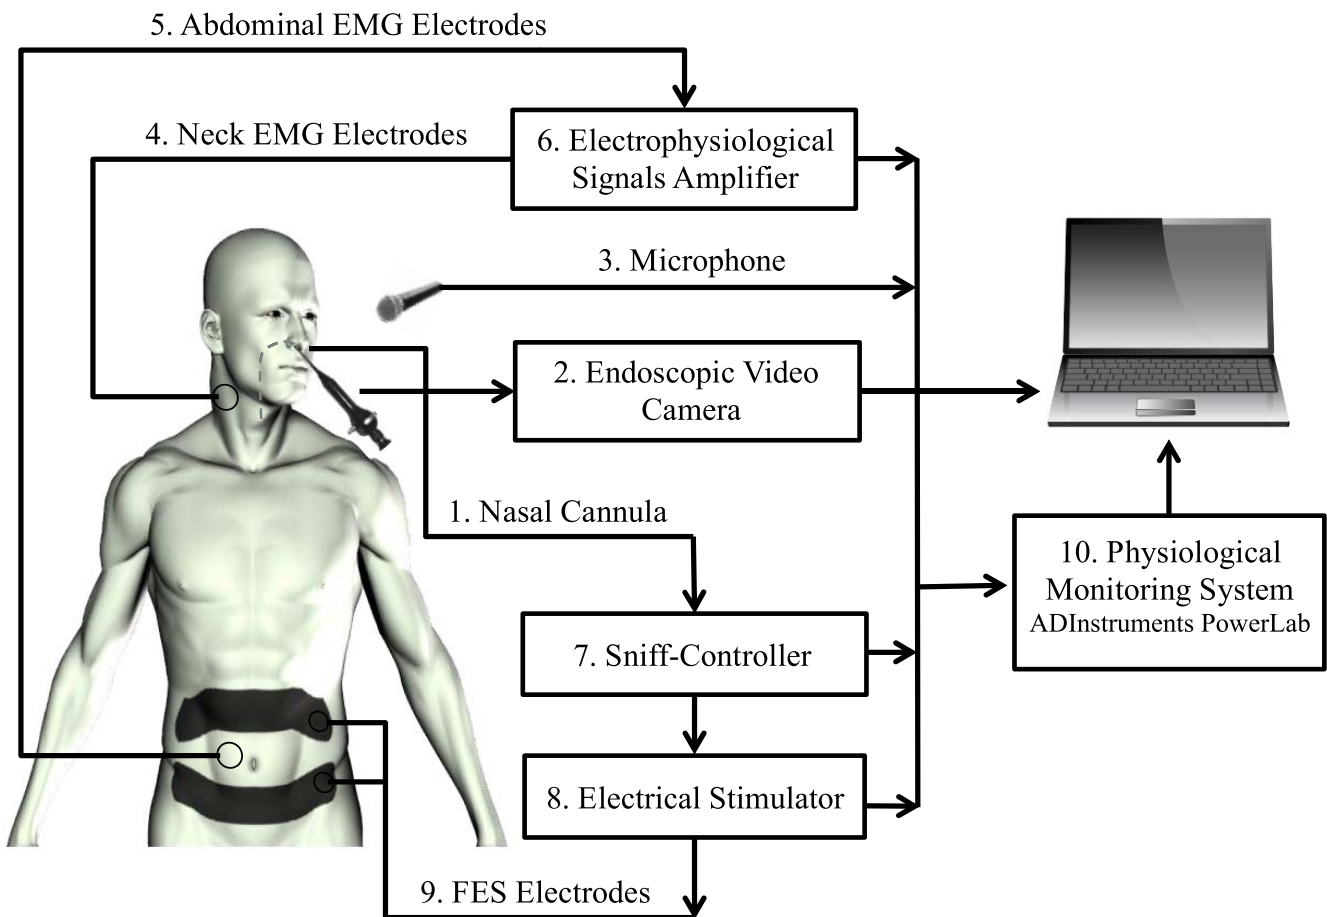 5. Abdominal EMG Electrodes
4. Neck EMG Electrodes
6. Electrophysiological
Signals Amplifier
3. Microphone
2. Endoscopic Video
Camera
1. Nasal Cannula
10. Physiological
Monitoring System
ADInstruments PowerLab
7. Sniff-Controller
8. Electrical Stimulator
9. FES Electrodes